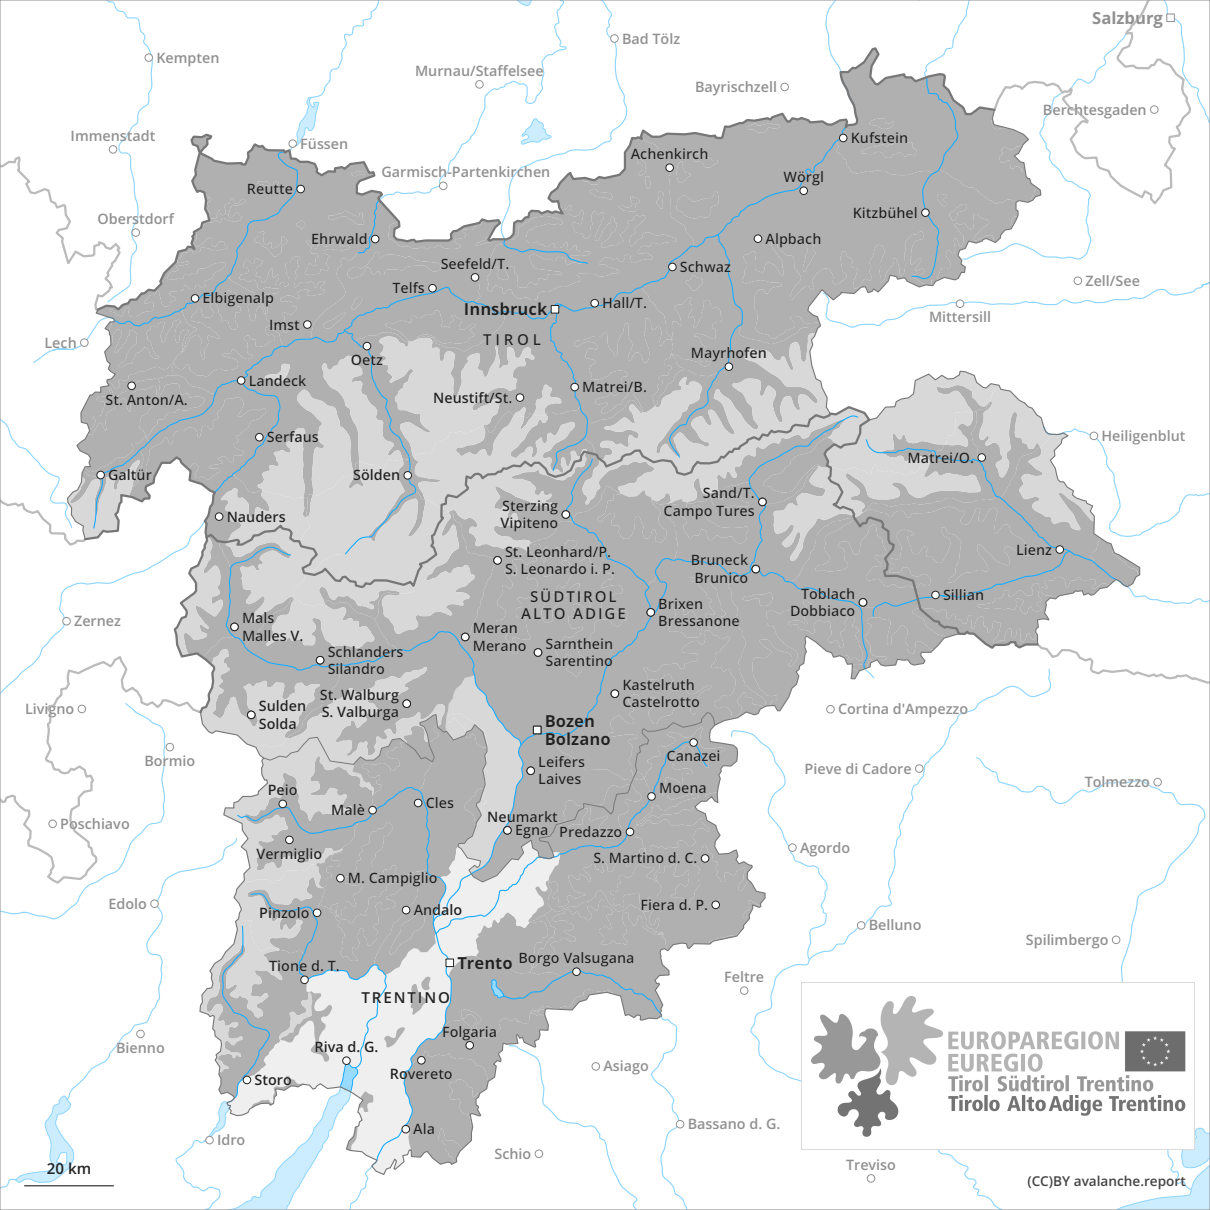 Salzburg
Bad Tölz
Kempten
Murnau/Staffelsee
Bayrischzell
Berchtesgaden
Immenstadt
Füssen
Kufstein
Achenkirch
Garmisch-Partenkirchen
Wörgl
Reutte
Oberstdorf
Kitzbühel
Ehrwald
Alpbach
Seefeld/T.
Schwaz
Zell/See
Telfs
Elbigenalp
Hall/T.
Innsbruck
Mittersill
Imst
TIROL
Lech
Mayrhofen
Oetz
Landeck
Matrei/B.
St. Anton/A.
Neustift/St.
Serfaus
Heiligenblut
Matrei/O.
Galtür
Sölden
Sand/T.
Campo Tures
Sterzing
Vipiteno
Nauders
Lienz
St. Leonhard/P.
S. Leonardo i. P.
Bruneck
Brunico
SÜDTIROL
ALTO ADIGE
Toblach
Dobbiaco
Sillian
Brixen
Bressanone
Zernez
Mals
Malles V.
Meran
Merano
Sarnthein
Sarentino
Schlanders
Silandro
Kastelruth
Castelrotto
St. Walburg
S. Valburga
Livigno
Sulden
Solda
Cortina d'Ampezzo
Bozen
Bolzano
Bormio
Canazei
Leifers
Laives
Pieve di Cadore
Tolmezzo
Peio
Moena
Malè
Cles
Neumarkt
Egna
Predazzo
Poschiavo
Agordo
Vermiglio
S. Martino d. C.
M. Campiglio
Edolo
Pinzolo
Andalo
Fiera d. P.
Belluno
Spilimbergo
Trento
Borgo Valsugana
Tione d. T.
Feltre
TRENTINO
Folgaria
Bienno
Riva d. G.
Rovereto
Asiago
Storo
EUROPAREGION
EUREGIO
Tirol Südtirol Trentino
Tirolo Alto Adige Trentino
Ala
Bassano d. G.
Idro
Schio
Treviso
20 km
(CC)BY avalanche.report